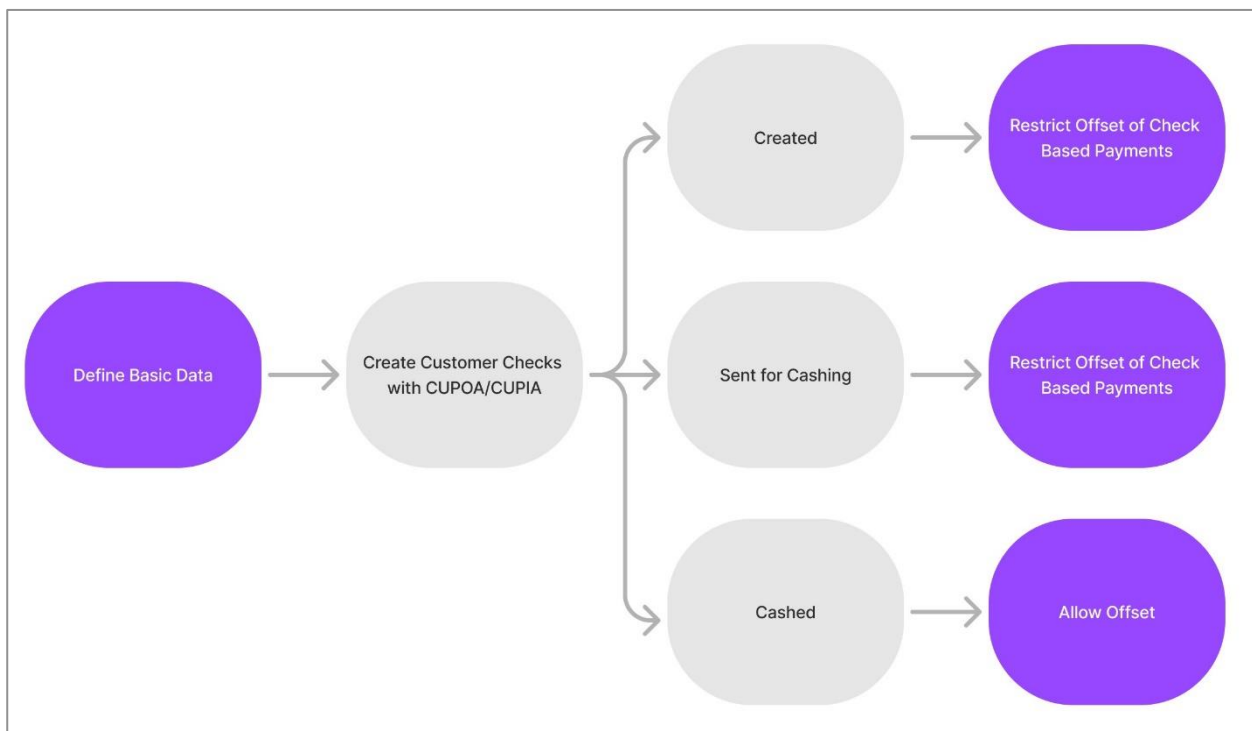 Define Basic Data
Create Customer Checks
with CUPOA/CUPIA
Created
Restrict Offset of Check
Based Payments
Sent for Cashing
Restrict Offset of Check
Based Payments
Cashed
Allow Offset